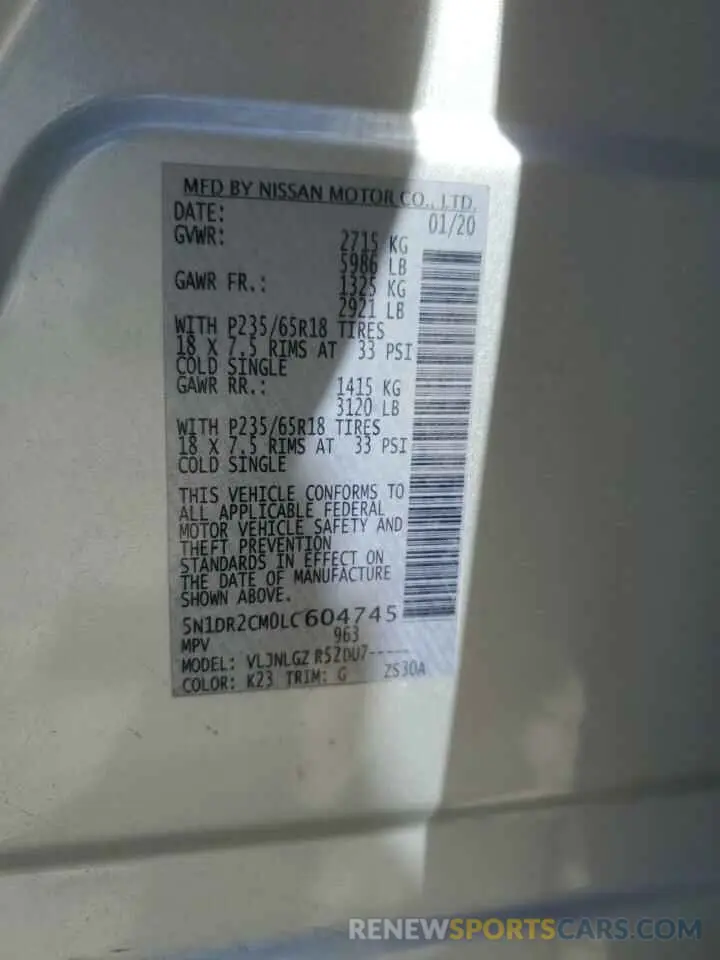 MFD BY NISSAN MOTOR CO., LTD.
DATE: 01/20
GVWR: 2715 KG
5986 LB
GAWR FR.: 1325 KG
2921 LB
WITH P235/65R18 TIRES
18 X 7.5 RIMS AT 33 PSI
COLD SINGLE
GAWR RR.: 1415 KG
3120 LB
WITH P235/65R18 TIRES
18 X 7.5 RIMS AT 33 PSI
COLD SINGLE
THIS VEHICLE CONFORMS TO
ALL APPLICABLE FEDERAL
MOTOR VEHICLE SAFETY AND
THEFT PREVENTION
STANDARDS IN EFFECT ON
THE DATE OF MANUFACTURE
SHOWN ABOVE.
5N1DR2CM0LC604745
MPV 963
MODEL: VLJNLGZ R52DU7-----
COLOR: K23 TRIM: G ZS30A
RENEWSPORTSCARS.COM